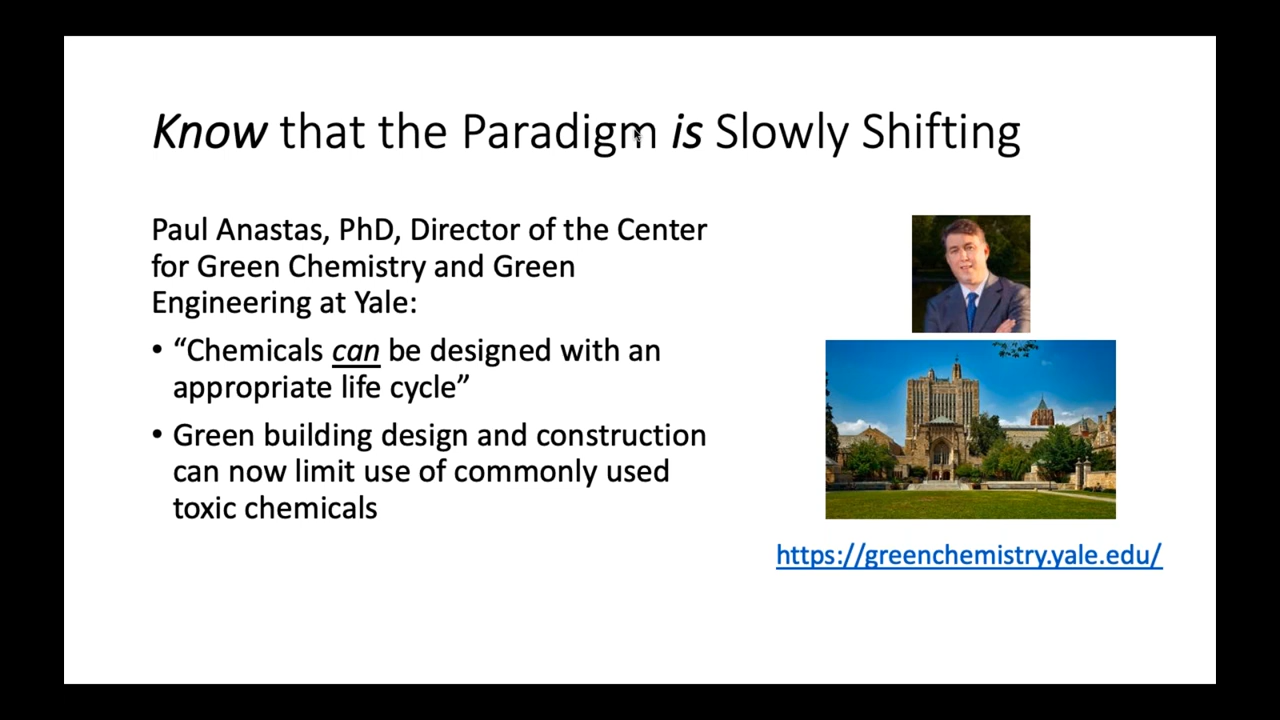 Know that the Paradigm is Slowly Shifting
Paul Anastas, PhD, Director of the Center
for Green Chemistry and Green
Engineering at Yale:
• “Chemicals can be designed with an
appropriate life cycle”
• Green building design and construction
can now limit use of commonly used
toxic chemicals
https://greenchemistry.yale.edu/